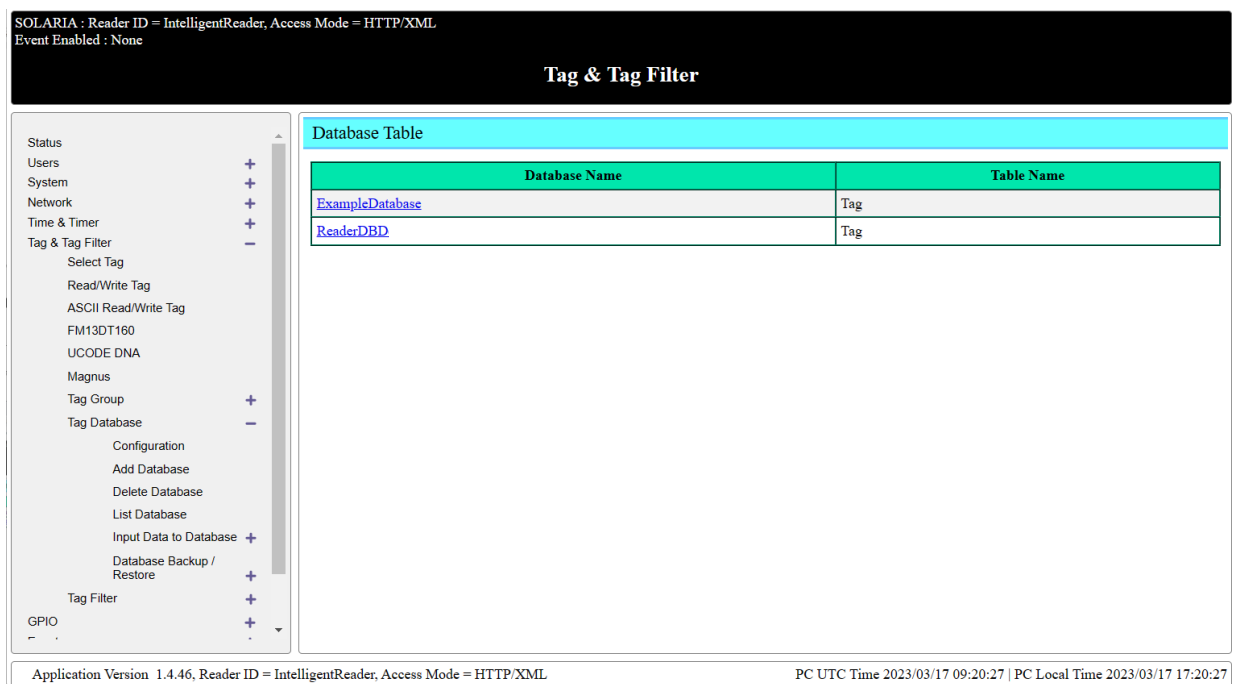 SOLARIA : Reader ID = IntelligentReader, Access Mode = HTTP/XML
Event Enabled : None
Tag & Tag Filter
Status
Users
System
Network
Time & Timer
Tag & Tag Filter
Select Tag
Read/Write Tag
ASCII Read/Write Tag
FM13DT160
UCODE DNA
Magnus
Tag Group
Tag Database
Configuration
Add Database
Delete Database
List Database
Input Data to Database
Database Backup /
Restore
Tag Filter
GPIO
Database Table
Database Name Table Name
ExampleDatabase Tag
ReaderDBD Tag
Application Version 1.4.46, Reader ID = IntelligentReader, Access Mode = HTTP/XML
PC UTC Time 2023/03/17 09:20:27 | PC Local Time 2023/03/17 17:20:27